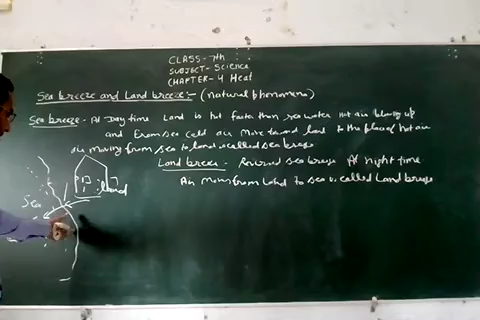 CLASS-7th
SUBJECT- Science
CHAPTER-4 Heat
Sea breeze and Land breeze:- (natural phenomena)
Sea breeze- At Day time Land is hot faster then sea water hot air
and From sea cold air Move toward land to the place of hot air
air moving from sea to land is called sea breeze
Land breeze- Reversed sea breeze At night time
Air Moves from Land to sea is called Land breeze
Sea
Land